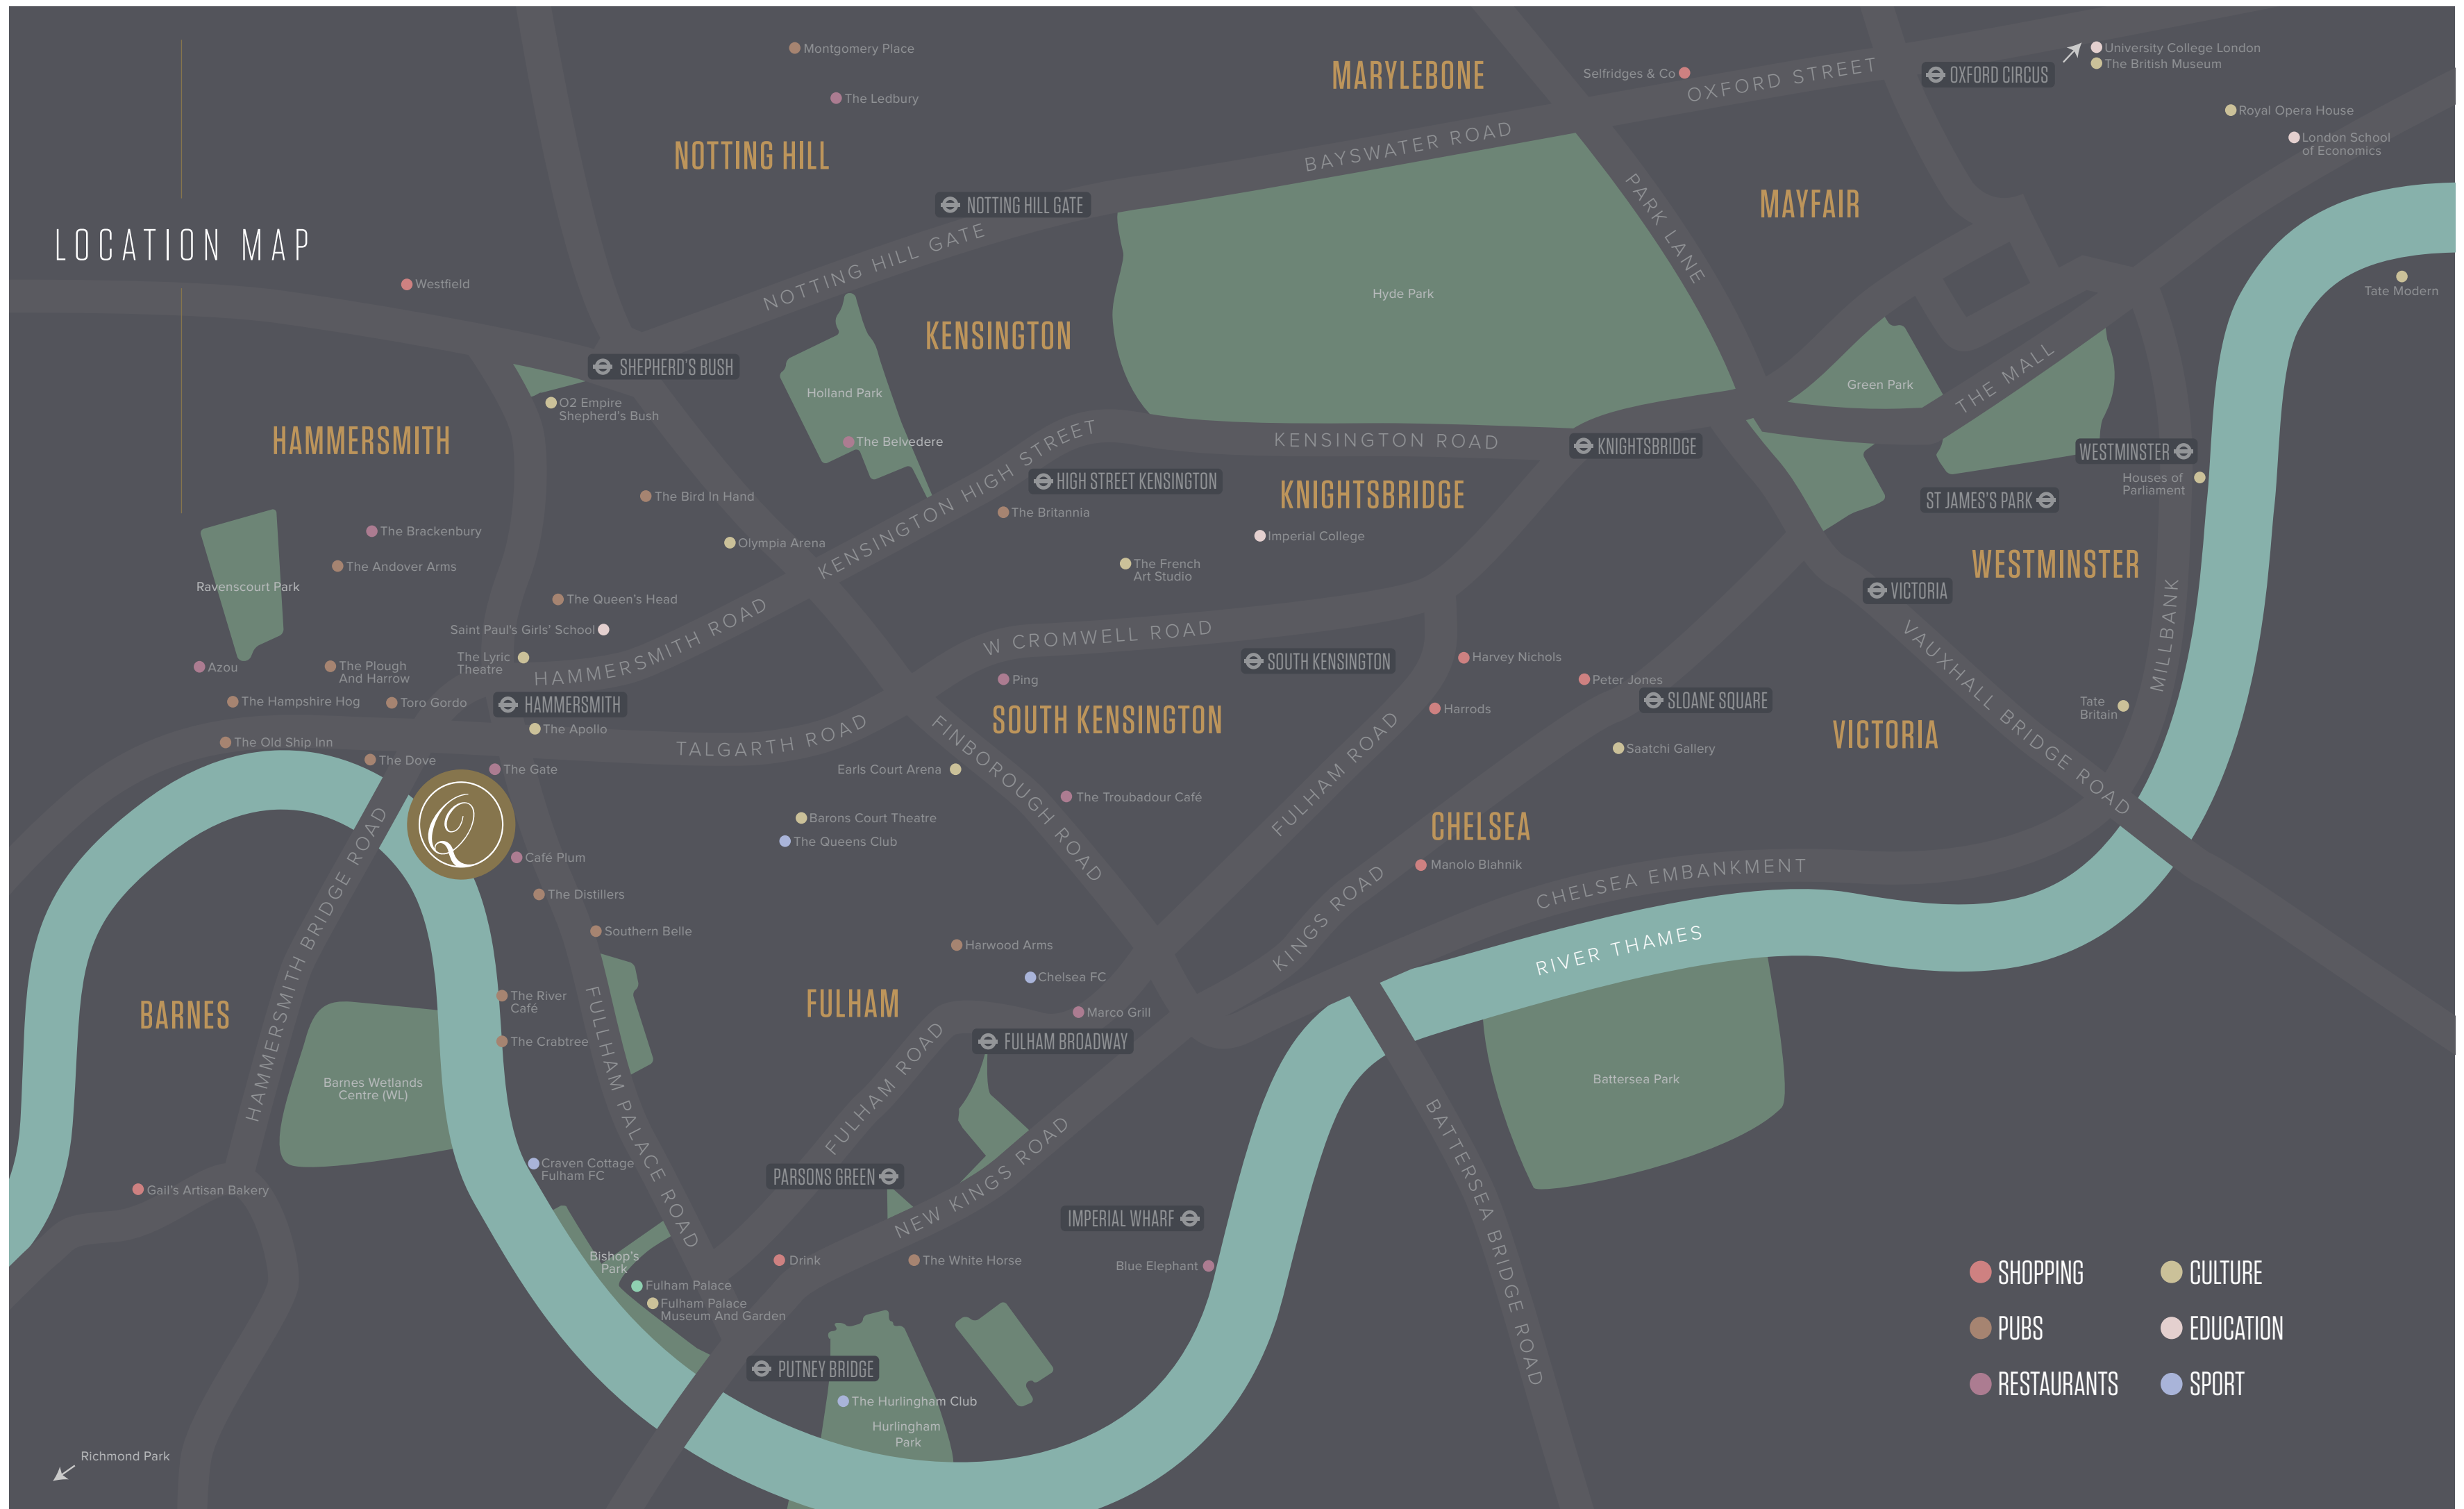 LOCATION MAP
Montgomery Place
The Ledbury
NOTTING HILL
MARYLEBONE
Selfridges & Co
OXFORD STREET
OXFORD CIRCUS
University College London
The British Museum
Royal Opera House
London School
of Economics
BAYSWATER ROAD
PARK LANE
MAYFAIR
NOTTING HILL GATE
NOTTING HILL GATE
Westfield
Hyde Park
Tate Modern
KENSINGTON
SHEPHERD'S BUSH
O2 Empire
Shepherd's Bush
Holland Park
The Belvedere
Green Park
THE MALL
HAMMERSMITH
KENSINGTON HIGH STREET
KENSINGTON ROAD
KNIGHTSBRIDGE
WESTMINSTER
Houses of
Parliament
HIGH STREET KENSINGTON
KNIGHTSBRIDGE
ST JAMES'S PARK
The Bird In Hand
The Britannia
The Brackenbury
Olympia Arena
Imperial College
The Andover Arms
The French
Art Studio
WESTMINSTER
Ravenscourt Park
The Queen's Head
VICTORIA
Saint Paul's Girls' School
HAMMERSMITH ROAD
W CROMWELL ROAD
VAUXHALL BRIDGE ROAD
MILLBANK
The Lyric
Theatre
Azou
The Plough
And Harrow
SOUTH KENSINGTON
Harvey Nichols
Ping
Peter Jones
SLOANE SQUARE
The Hampshire Hog
Toro Gordo
HAMMERSMITH
SOUTH KENSINGTON
Harrods
Tate
Britain
The Apollo
TALGARTH ROAD
FINBOROUGH ROAD
FULHAM ROAD
VICTORIA
The Old Ship Inn
Saatchi Gallery
The Dove
The Gate
Earls Court Arena
The Troubadour Café
Q
Barons Court Theatre
The Queens Club
CHELSEA
HAMMERSMITH BRIDGE ROAD
Café Plum
Manolo Blahnik
CHELSEA EMBANKMENT
The Distillers
KINGS ROAD
Southern Belle
Harwood Arms
RIVER THAMES
Chelsea FC
The River
Café
FULLHAM PALACE ROAD
FULHAM
Marco Grill
BARNES
The Crabtree
FULHAM BROADWAY
FULHAM ROAD
Barnes Wetlands
Centre (WL)
Battersea Park
BATTERSEA BRIDGE ROAD
NEW KINGS ROAD
Craven Cottage
Fulham FC
PARSONS GREEN
Gail's Artisan Bakery
IMPERIAL WHARF
Bishop's
Park
Drink
The White Horse
Blue Elephant
Fulham Palace
Fulham Palace
Museum And Garden
PUTNEY BRIDGE
The Hurlingham Club
Hurlingham
Park
Richmond Park
SHOPPING
CULTURE
PUBS
EDUCATION
RESTAURANTS
SPORT